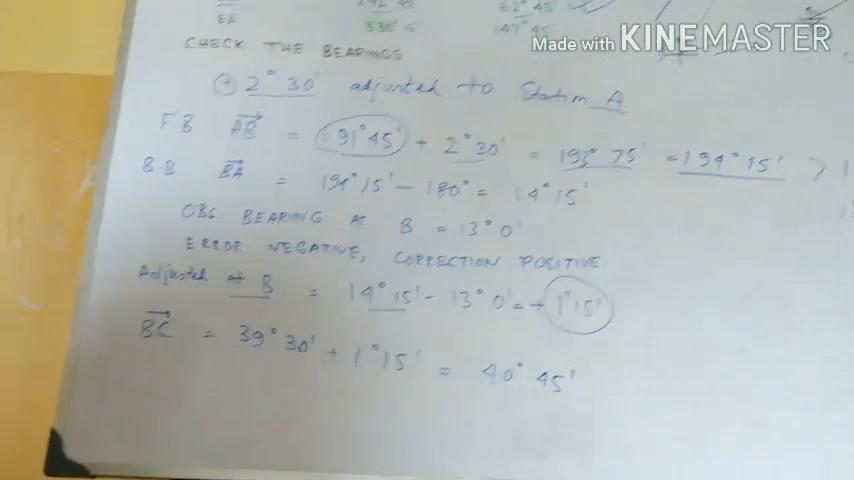 Made with KINEMASTER
EA
CHECK THE BEARINGS
+ 2° 30' adjusted to Station A
FB AB = 191° 45' + 2° 30' = 193° 75' = 194° 15' >
B.B BA = 194° 15' - 180° = 14° 15'
OBS BEARING AT B = 13° 0'
ERROR NEGATIVE, CORRECTION POSITIVE
Adjusted at B = 14° 15' - 13° 0' = + 1° 15'
BC = 39° 30' + 1° 15' = 40° 45'